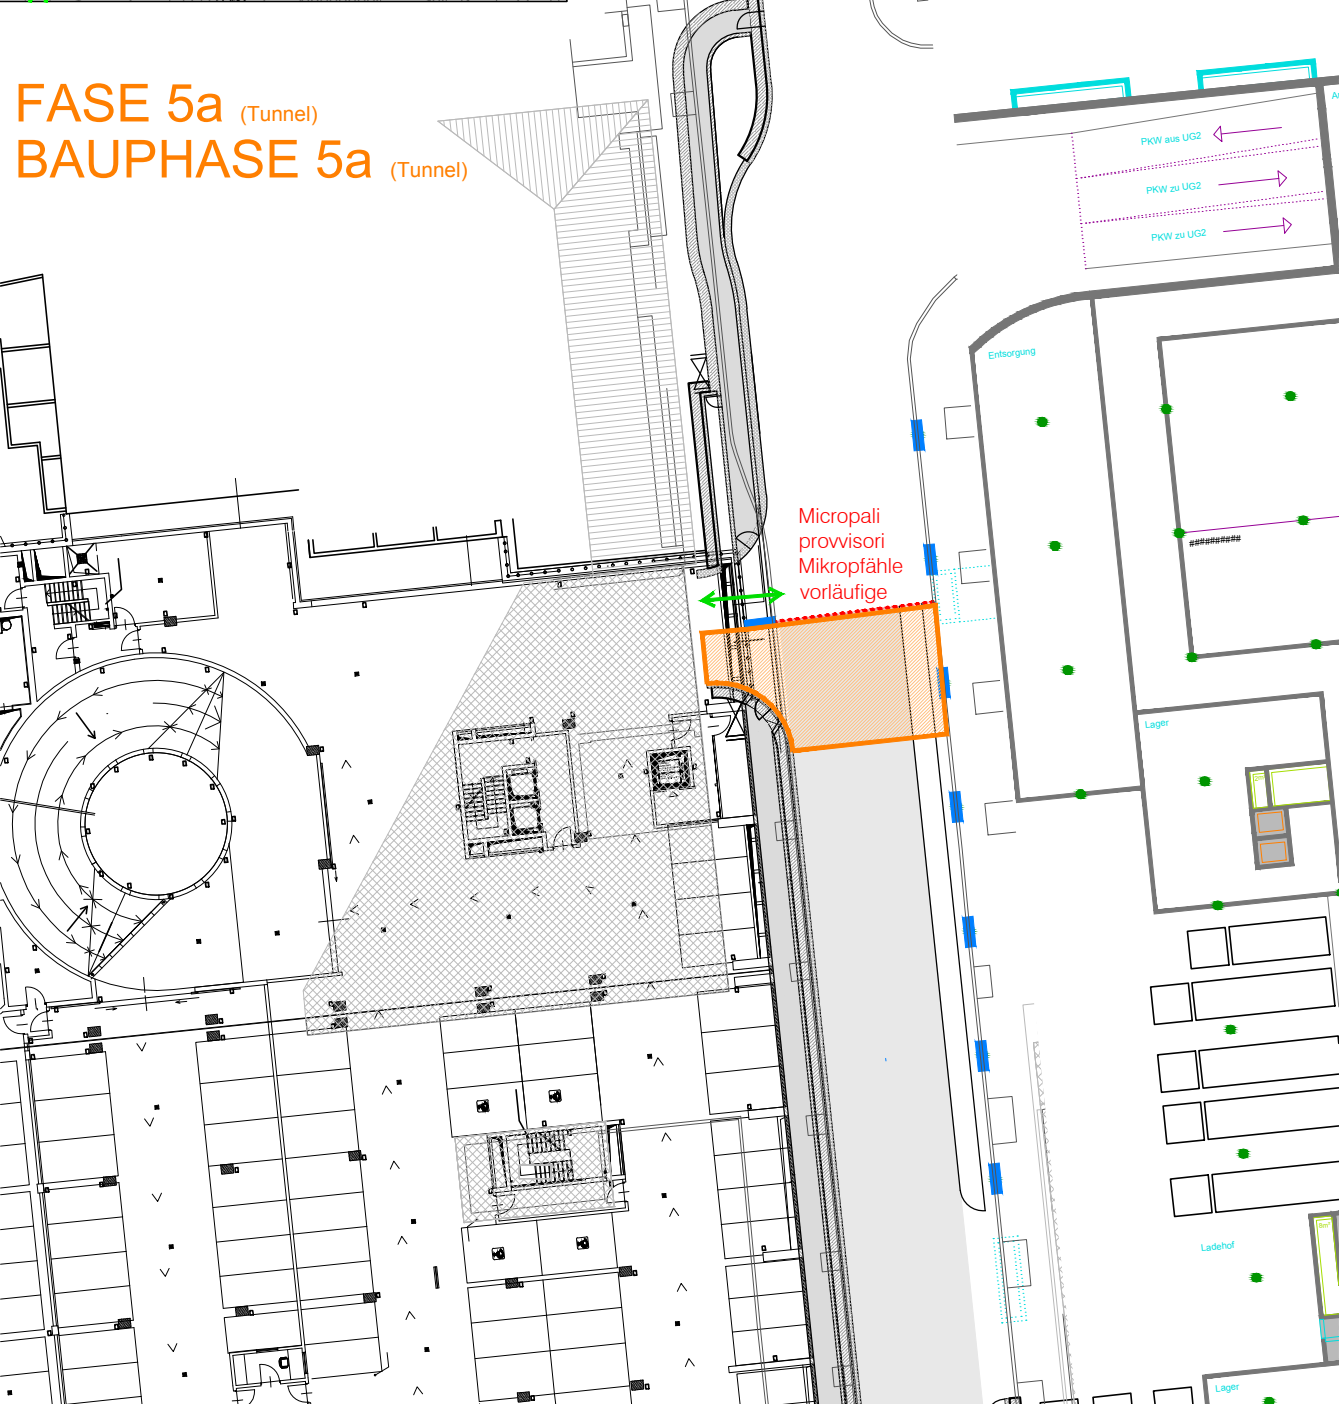 FASE 5a (Tunnel)
BAUPHASE 5a (Tunnel)
PKW aus UG2
PKW zu UG2
PKW zu UG2
Entsorgung
Micropali
provvisori
Mikropfähle
vorläufige
##########
Lager
Ladehof
Lager